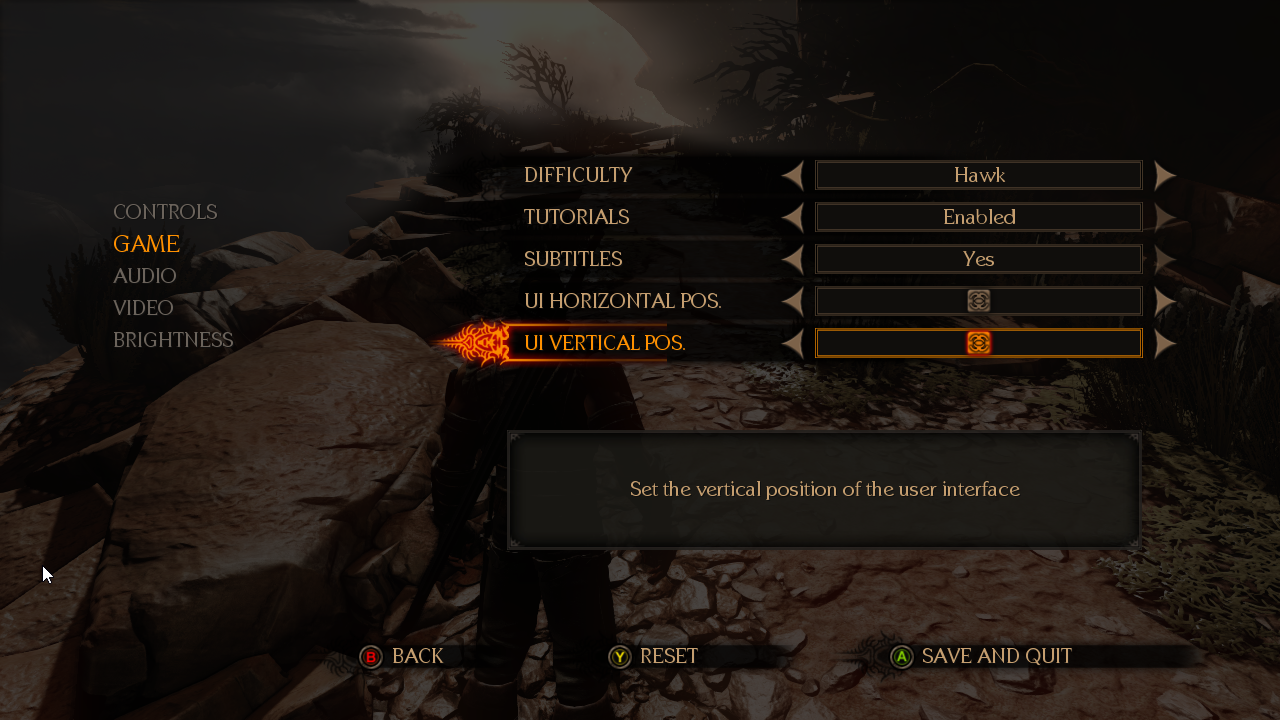 CONTROLS
GAME
AUDIO
VIDEO
BRIGHTNESS
DIFFICULTY Hawk
TUTORIALS Enabled
SUBTITLES Yes
UI HORIZONTAL POS.
UI VERTICAL POS.
Set the vertical position of the user interface
B BACK Y RESET A SAVE AND QUIT